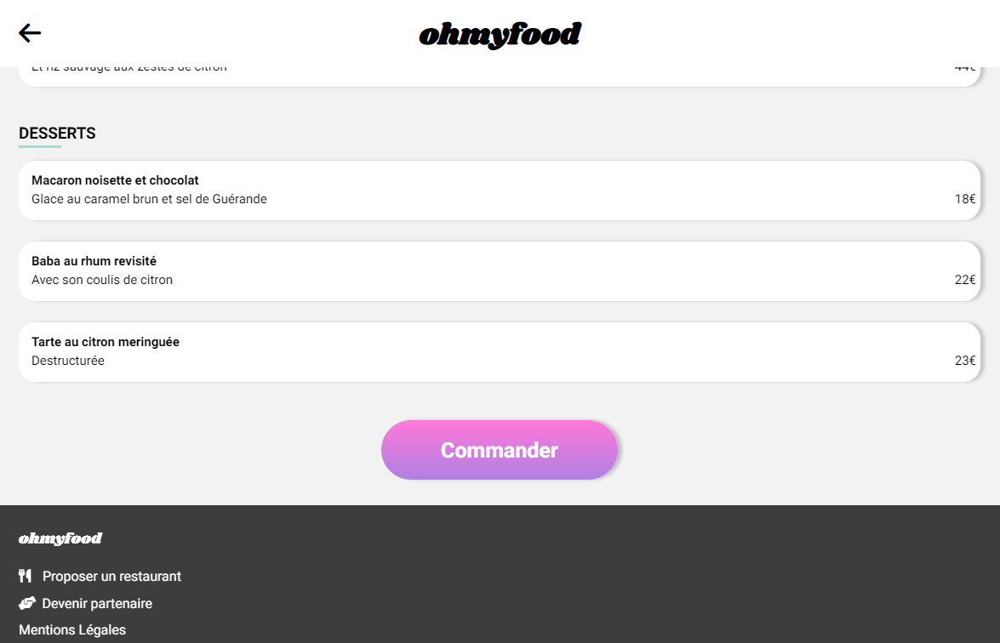 ohmyfood
Et riz sauvage aux zestes de citron 44€
DESSERTS
Macaron noisette et chocolat
Glace au caramel brun et sel de Guérande 18€
Baba au rhum revisité
Avec son coulis de citron 22€
Tarte au citron meringuée
Destructurée 23€
Commander
ohmyfood
Proposer un restaurant
Devenir partenaire
Mentions Légales